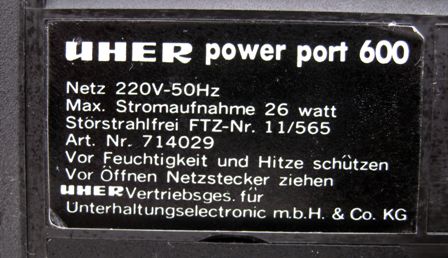 UHER power port 600
Netz 220V-50Hz
Max. Stromaufnahme 26 watt
Störstrahlfrei FTZ-Nr. 11/565
Art. Nr. 714029
Vor Feuchtigkeit und Hitze schützen
Vor Öffnen Netzstecker ziehen
UHER Vertriebsges. für
Unterhaltungselectronic m.b.H. & Co. KG